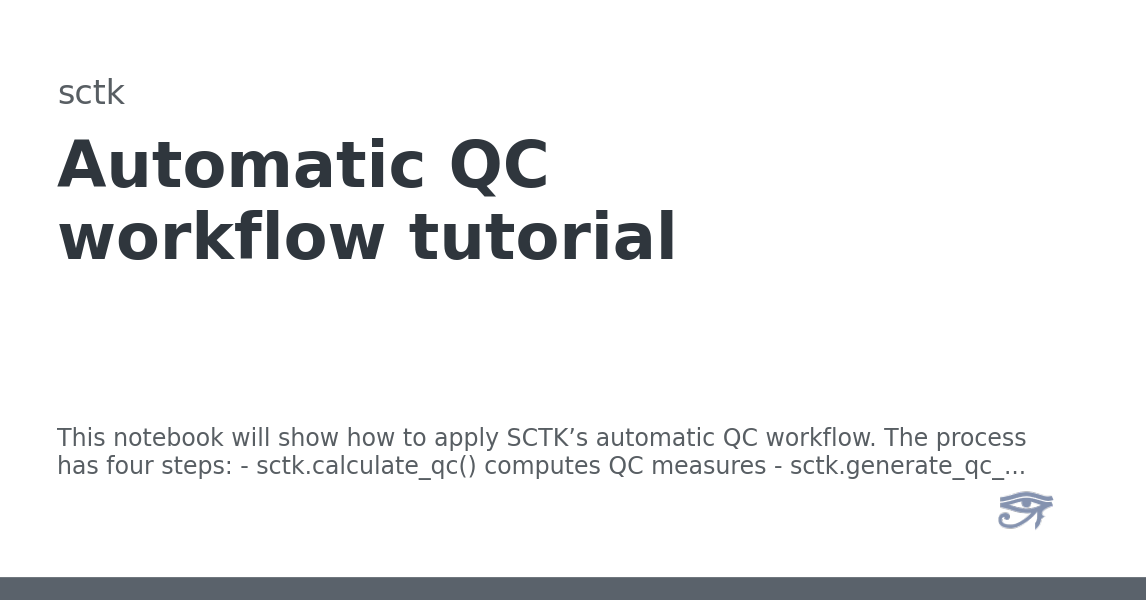 sctk
Automatic QC
workflow tutorial
This notebook will show how to apply SCTK’s automatic QC workflow. The process
has four steps: - sctk.calculate_qc() computes QC measures - sctk.generate_qc_…